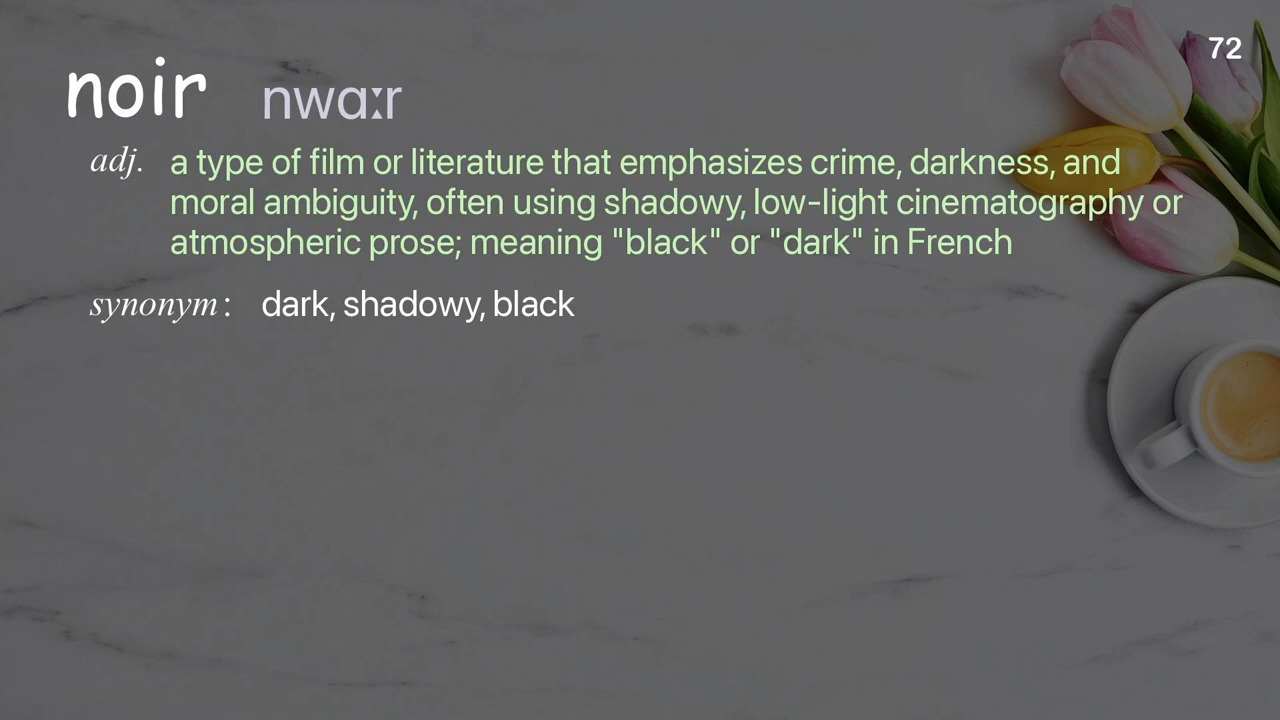 72
noir nwɑːr
adj. a type of film or literature that emphasizes crime, darkness, and
moral ambiguity, often using shadowy, low-light cinematography or
atmospheric prose; meaning "black" or "dark" in French
synonym: dark, shadowy, black